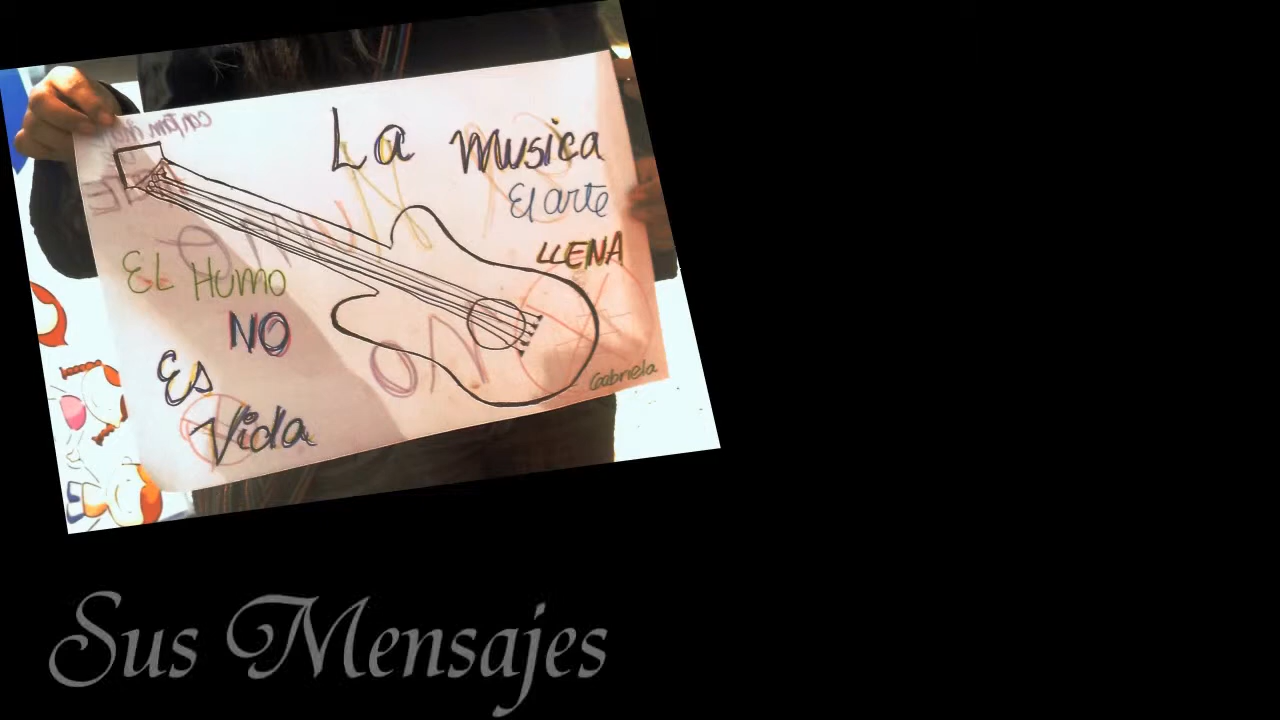 La Musica
El arte
LLENA
EL HUMO
NO
Es
Vida
Gabriela
Sus Mensajes